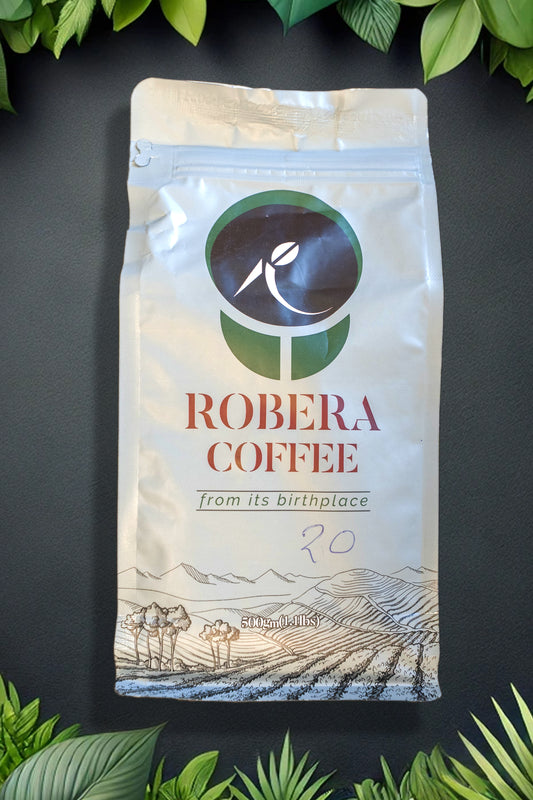 ROBERA
COFFEE
from its birthplace
20
500gm(1.1lbs)